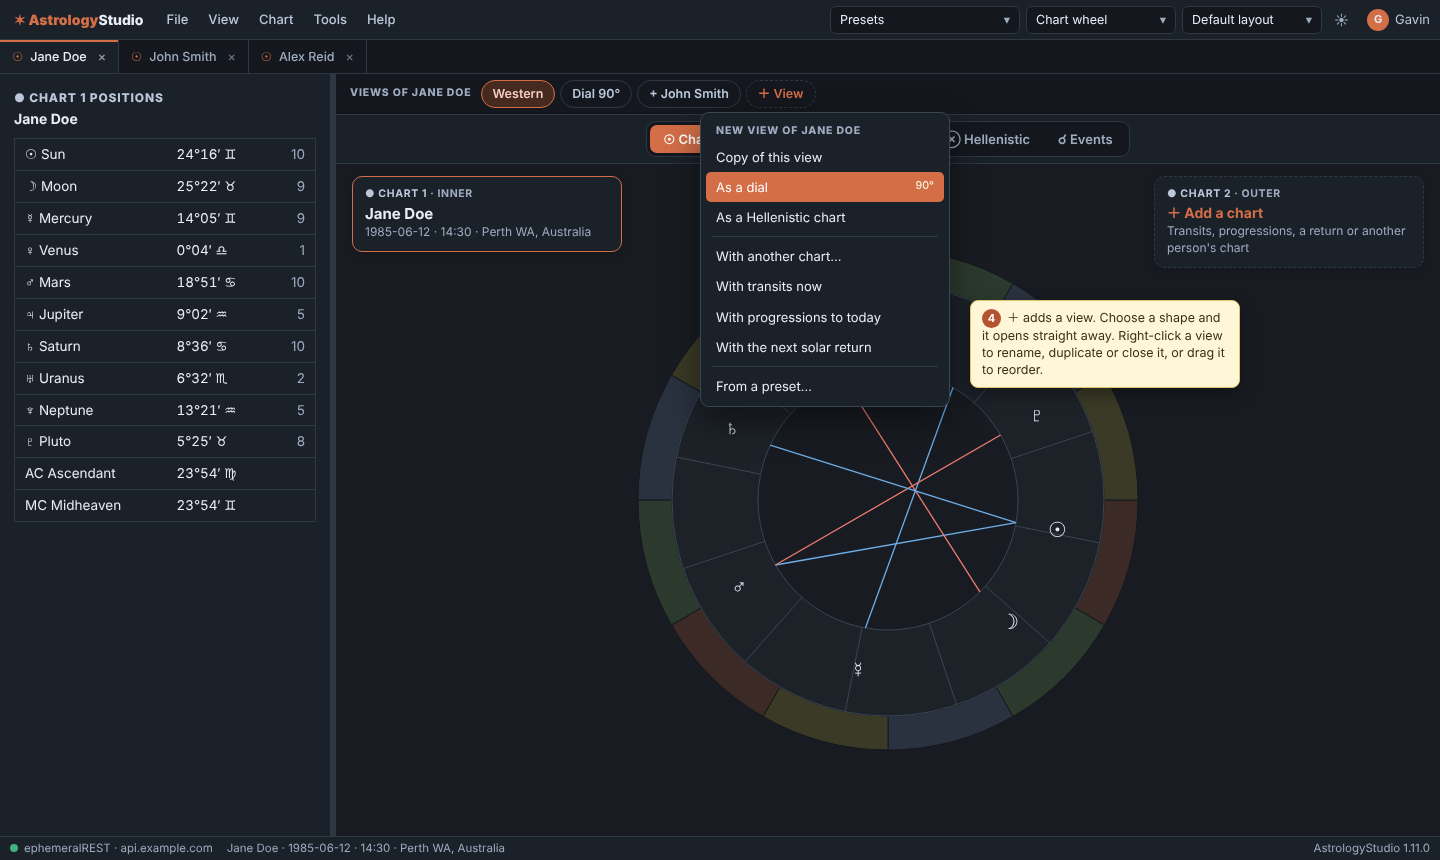 ✶ AstrologyStudio File View Chart Tools Help Presets ▾ Chart wheel ▾ Default layout ▾ ☀ G Gavin
☉ Jane Doe × ☉ John Smith × ☉ Alex Reid ×
● CHART 1 POSITIONS
Jane Doe
☉ Sun 24°16′ ♊ 10
☽ Moon 25°22′ ♉ 9
☿ Mercury 14°05′ ♊ 9
♀ Venus 0°04′ ♎ 1
♂ Mars 18°51′ ♋ 10
♃ Jupiter 9°02′ ♒ 5
♄ Saturn 8°36′ ♋ 10
♅ Uranus 6°32′ ♏ 2
♆ Neptune 13°21′ ♒ 5
♇ Pluto 5°25′ ♉ 8
AC Ascendant 23°54′ ♍
MC Midheaven 23°54′ ♊
VIEWS OF JANE DOE Western Dial 90° + John Smith + View
☉ Cha Hellenistic ☌ Events
● CHART 1 · INNER
Jane Doe
1985-06-12 · 14:30 · Perth WA, Australia
NEW VIEW OF JANE DOE
Copy of this view
As a dial 90°
As a Hellenistic chart
With another chart…
With transits now
With progressions to today
With the next solar return
From a preset…
● CHART 2 · OUTER
+ Add a chart
Transits, progressions, a return or another
person's chart
4 + adds a view. Choose a shape and
it opens straight away. Right-click a view
to rename, duplicate or close it, or drag it
to reorder.
♇
♄
☉
♂
☽
☿
● ephemeralREST · api.example.com Jane Doe · 1985-06-12 · 14:30 · Perth WA, Australia AstrologyStudio 1.11.0